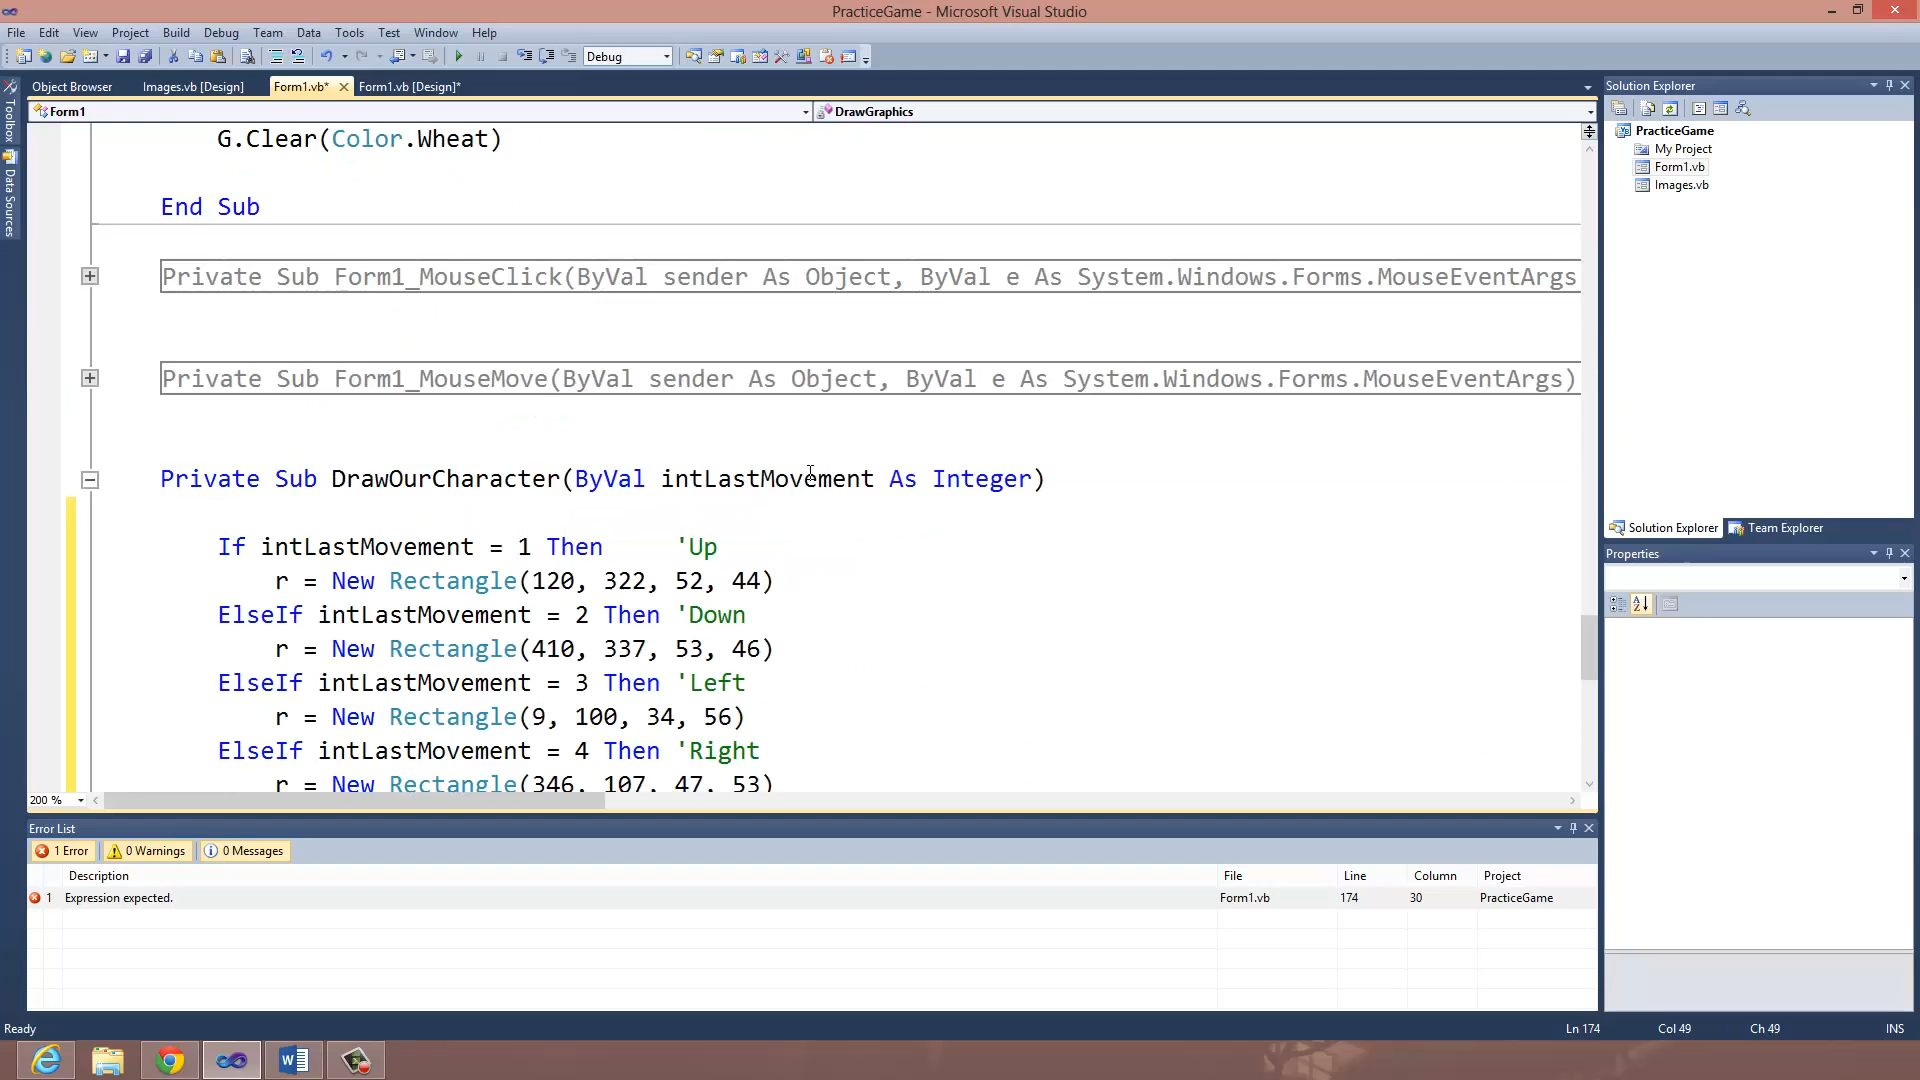 PracticeGame - Microsoft Visual Studio
File Edit View Project Build Debug Team Data Tools Test Window Help
Debug
Object Browser Images.vb [Design] Form1.vb* Form1.vb [Design]*
Form1 DrawGraphics
Toolbox
Data Sources
G.Clear(Color.Wheat)
End Sub
Private Sub Form1_MouseClick(ByVal sender As Object, ByVal e As System.Windows.Forms.MouseEventArgs
Private Sub Form1_MouseMove(ByVal sender As Object, ByVal e As System.Windows.Forms.MouseEventArgs)
Private Sub DrawOurCharacter(ByVal intLastMovement As Integer)
If intLastMovement = 1 Then 'Up
r = New Rectangle(120, 322, 52, 44)
ElseIf intLastMovement = 2 Then 'Down
r = New Rectangle(410, 337, 53, 46)
ElseIf intLastMovement = 3 Then 'Left
r = New Rectangle(9, 100, 34, 56)
ElseIf intLastMovement = 4 Then 'Right
r = New Rectangle(346, 107, 47, 53)
200 %
Solution Explorer
PracticeGame
My Project
Form1.vb
Images.vb
Solution Explorer Team Explorer
Properties
Error List
1 Error 0 Warnings 0 Messages
Description File Line Column Project
1 Expression expected. Form1.vb 174 30 PracticeGame
Ready Ln 174 Col 49 Ch 49 INS